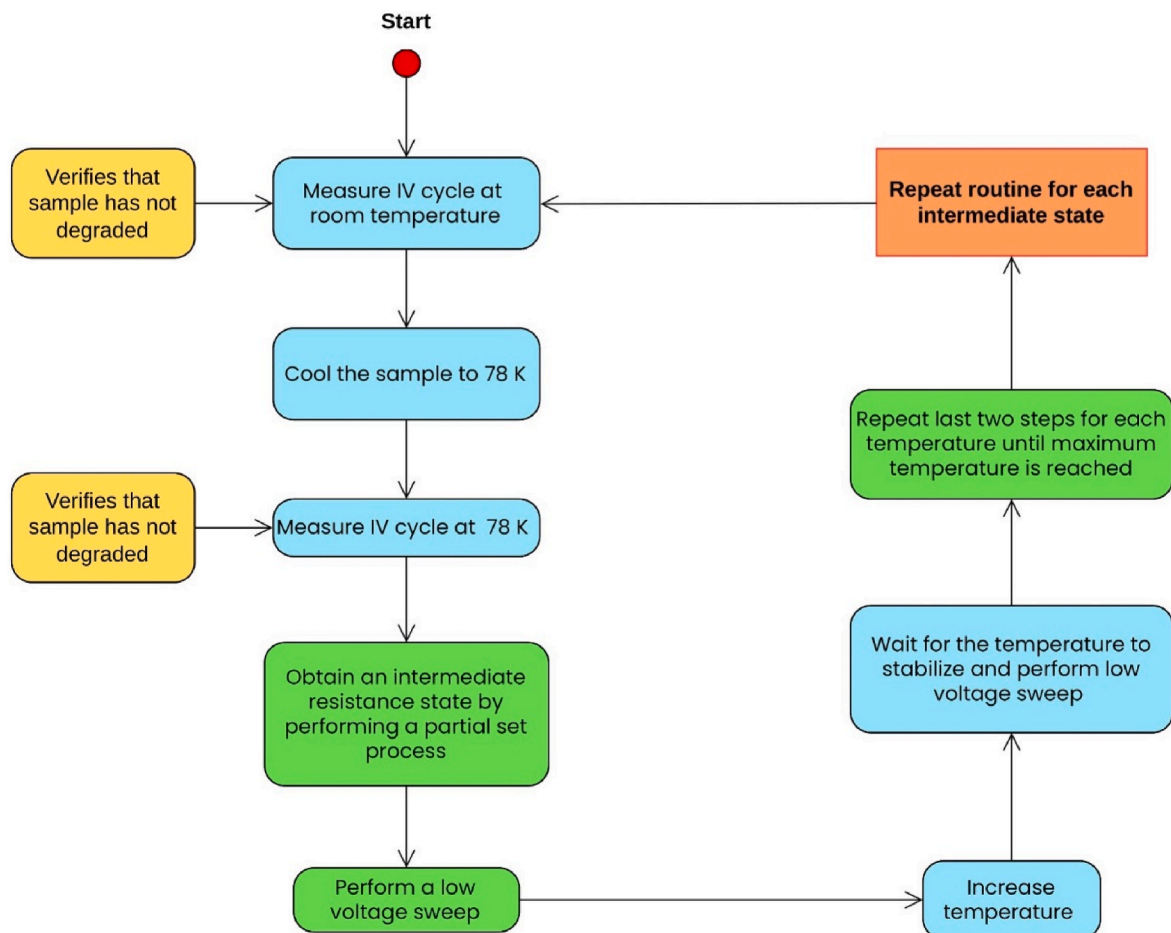 Start
Verifies that
sample has not
degraded
Measure IV cycle at
room temperature
Repeat routine for each
intermediate state
Cool the sample to 78 K
Repeat last two steps for each
temperature until maximum
temperature is reached
Verifies that
sample has not
degraded
Measure IV cycle at 78 K
Obtain an intermediate
resistance state by
performing a partial set
process
Wait for the temperature to
stabilize and perform low
voltage sweep
Perform a low
voltage sweep
Increase
temperature